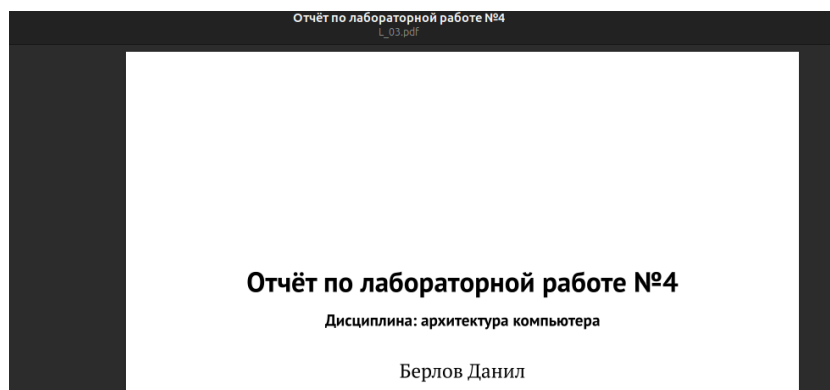 Отчёт по лабораторной работе №4
L_03.pdf
Отчёт по лабораторной работе №4
Дисциплина: архитектура компьютера
Берлов Данил